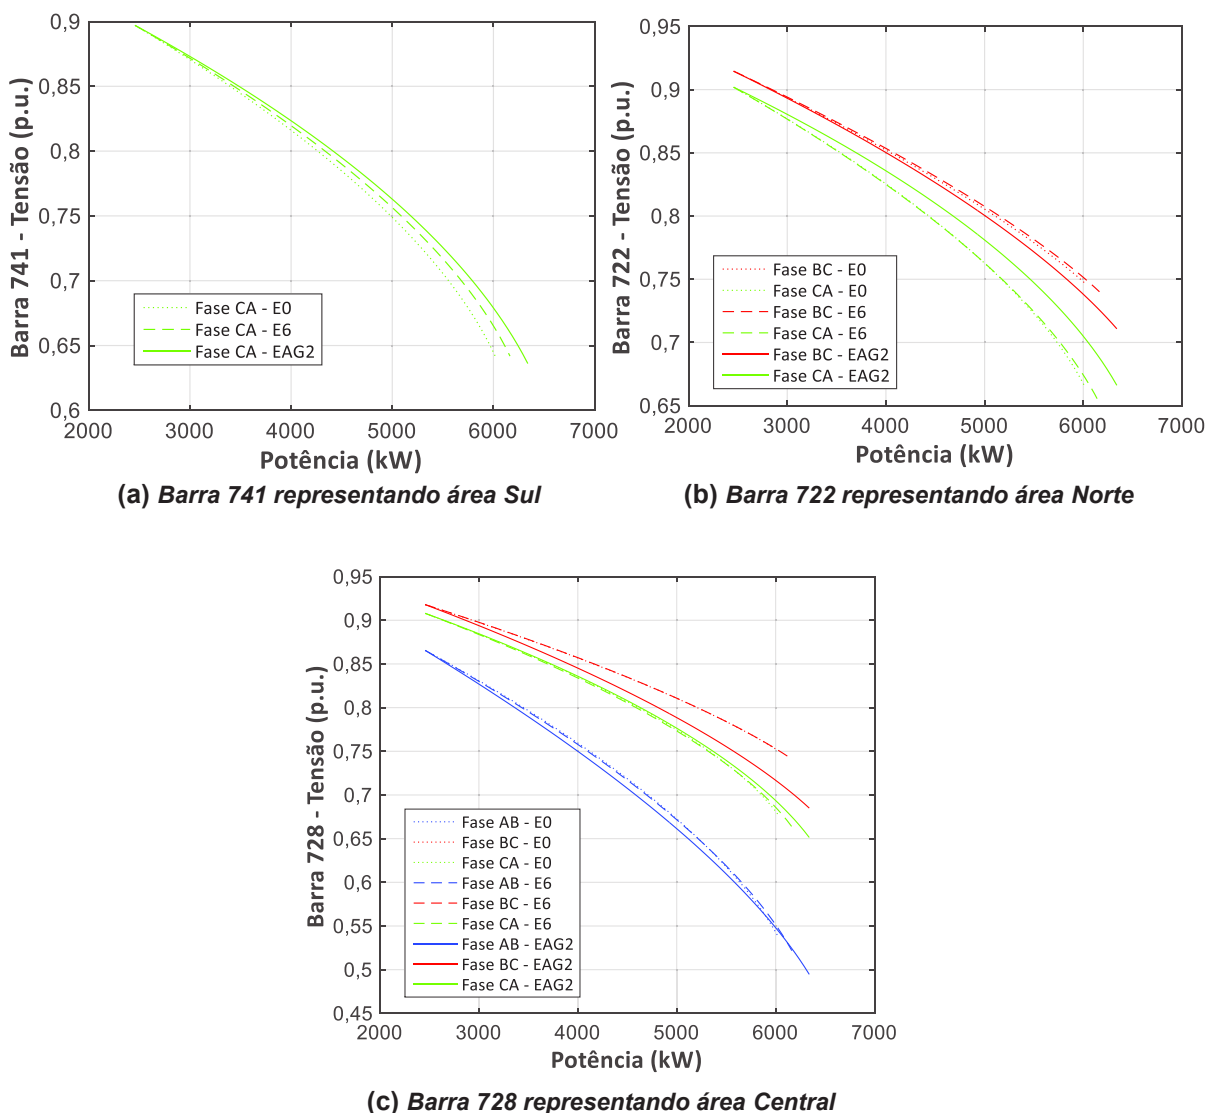 Barra 741 - Tensão (p.u.)
0,9
0,85
0,8
0,75
0,7
0,65
0,6
Fase CA - E0
Fase CA - E6
Fase CA - EAG2
2000 3000 4000 5000 6000 7000
Potência (kW)
(a) Barra 741 representando área Sul
Barra 722 - Tensão (p.u.)
0,95
0,9
0,85
0,8
0,75
0,7
0,65
Fase BC - E0
Fase CA - E0
Fase BC - E6
Fase CA - E6
Fase BC - EAG2
Fase CA - EAG2
2000 3000 4000 5000 6000 7000
Potência (kW)
(b) Barra 722 representando área Norte
Barra 728 - Tensão (p.u.)
0,95
0,9
0,85
0,8
0,75
0,7
0,65
0,6
0,55
0,5
0,45
Fase AB - E0
Fase BC - E0
Fase CA - E0
Fase AB - E6
Fase BC - E6
Fase CA - E6
Fase AB - EAG2
Fase BC - EAG2
Fase CA - EAG2
2000 3000 4000 5000 6000 7000
Potência (kW)
(c) Barra 728 representando área Central